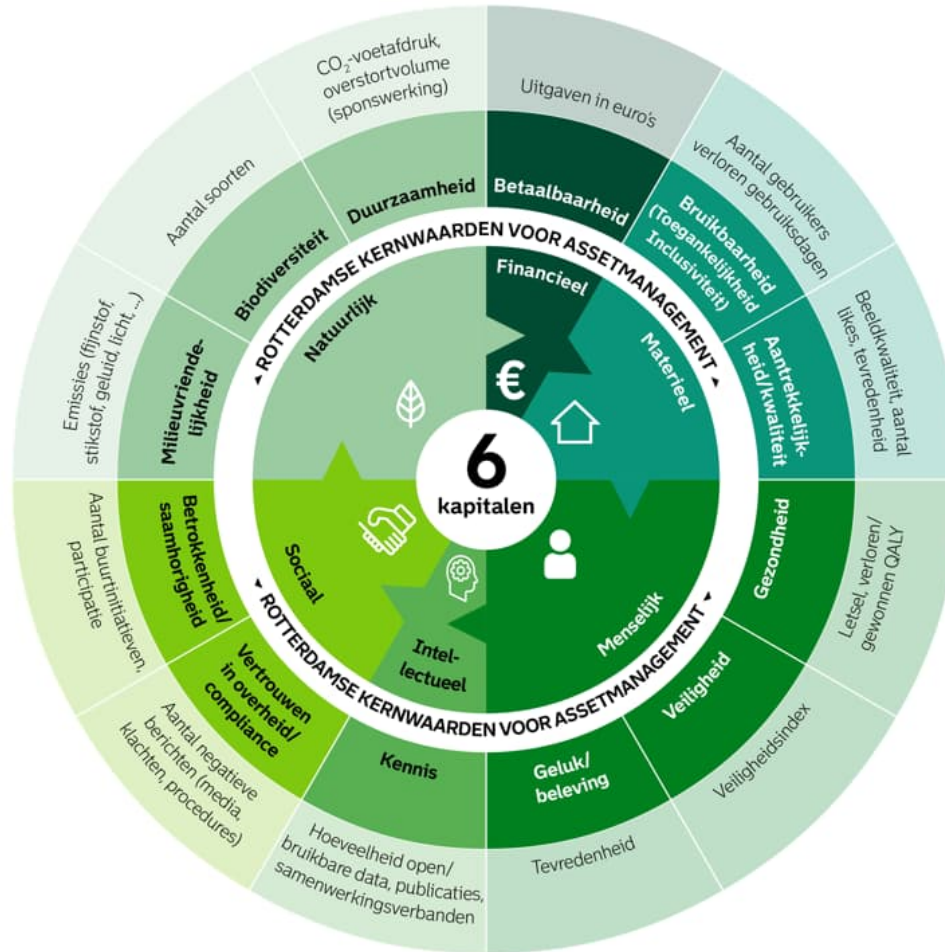 6
kapitalen
▲ROTTERDAMSE KERNWAARDEN VOOR ASSETMANAGEMENT▲
▼ROTTERDAMSE KERNWAARDEN VOOR ASSETMANAGEMENT▼
€
Financieel
Betaalbaarheid
Uitgaven in euro's
Materieel
Bruikbaarheid
(Toegankelijkheid
Inclusiviteit)
Aantal gebruikers
verloren gebruiksdagen
Aantrekkelijk-
heid/kwaliteit
Beeldkwaliteit, aantal
likes, tevredenheid
Menselijk
Gezondheid
Letsel, verloren/
gewonnen QALY
Veiligheid
Veiligheidsindex
Geluk/
beleving
Tevredenheid
Intel-
lectueel
Kennis
Hoeveelheid open/
bruikbare data, publicaties,
samenwerkingsverbanden
Sociaal
Vertrouwen
in overheid/
compliance
Aantal negatieve
berichten (media,
klachten, procedures)
Betrokkenheid/
saamhorigheid
Aantal buurtinitiatieven,
participatie
Natuurlijk
Milieuvriende-
lijkheid
Emissies (fijnstof,
stikstof, geluid, licht, ...)
Biodiversiteit
Aantal soorten
Duurzaamheid
CO₂-voetafdruk,
overstortvolume
(sponswerking)